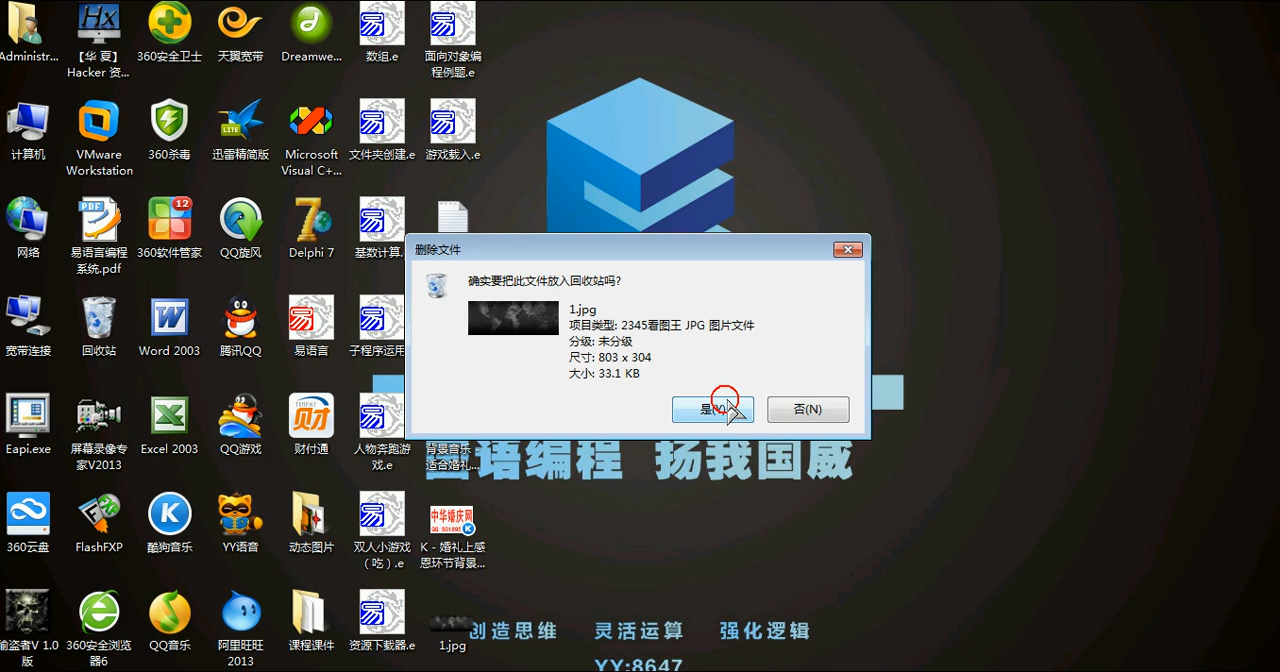 Administr...
【华 夏】
Hacker 资...
360安全卫士
天翼宽带
Dreamwe...
数组.e
面向对象编
程例题.e
计算机
VMware
Workstation
360杀毒
迅雷精简版
Microsoft
Visual C+...
文件夹创建.e
游戏载入.e
网络
易语言编程
系统.pdf
12
360软件管家
QQ旋风
Delphi 7
基数计算.
宽带连接
回收站
Word 2003
腾讯QQ
易语言
子程序运用
Eapi.exe
屏幕录像专
家V2013
Excel 2003
QQ游戏
财付通
人物奔跑游
戏.e
背景音乐
适合婚礼...
360云盘
FlashFXP
酷狗音乐
YY语音
动态图片
双人小游戏
（吃）.e
中华婚庆网
K - 婚礼上感
恩环节背景...
偷盗者V 1.0
版
360安全浏览
器6
QQ音乐
阿里旺旺
2013
课程课件
资源下载器.e
1.jpg
删除文件
确实要把此文件放入回收站吗?
1.jpg
项目类型: 2345看图王 JPG 图片文件
分级: 未分级
尺寸: 803 x 304
大小: 33.1 KB
是(Y)
否(N)
国语编程 扬我国威
创造思维 灵活运算 强化逻辑
YY:8647